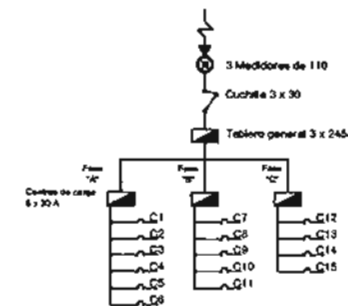 3 Medidores de 110
Cuchilla 3 x 30
Tablero general 3 x 245
Fase "A"
Fase "B"
Fase "C"
Centros de carga
6 x 30 A
C1
C2
C3
C4
C5
C6
C7
C8
C9
C10
C11
C12
C13
C14
C15